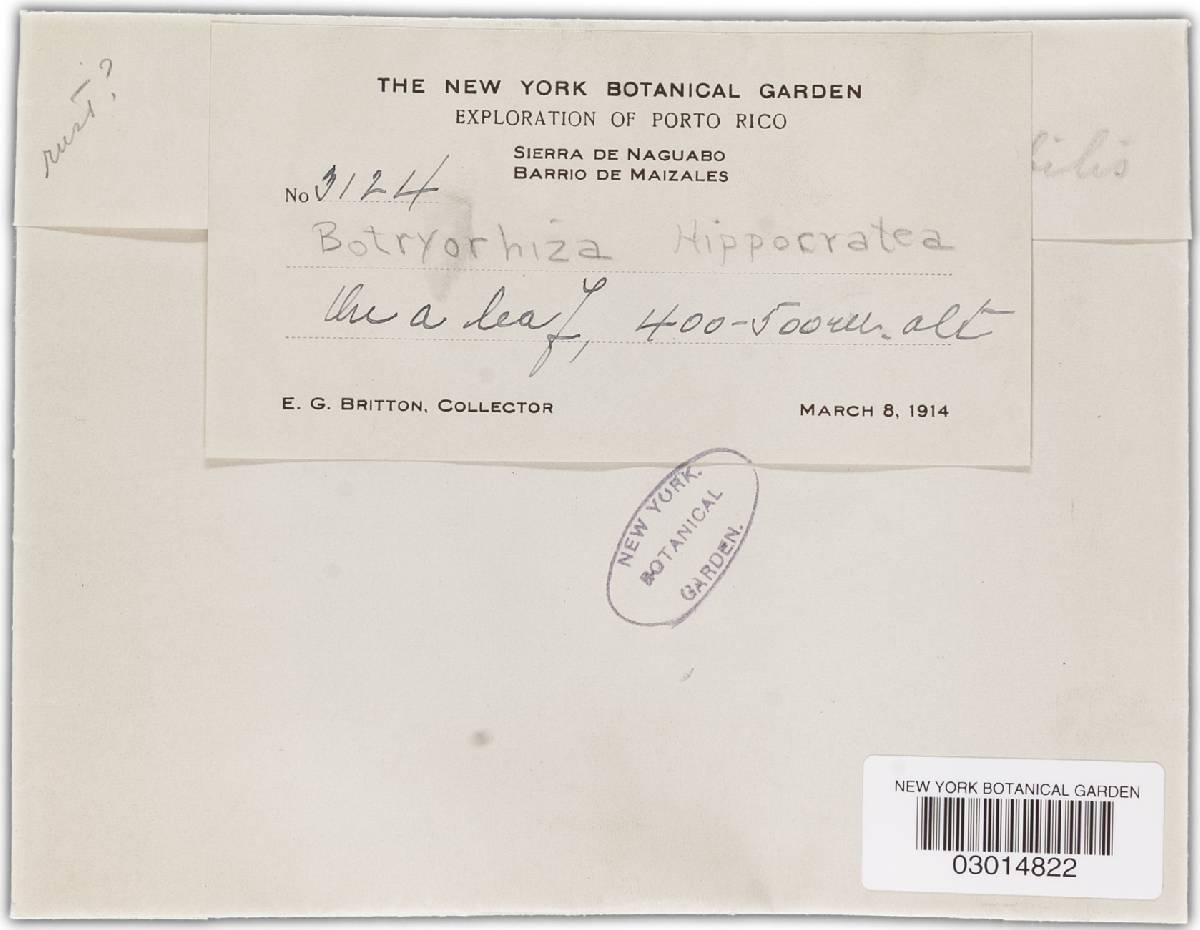 rust?
THE NEW YORK BOTANICAL GARDEN
EXPLORATION OF PORTO RICO
SIERRA DE NAGUABO
BARRIO DE MAIZALES
No 3124
Botryorhiza Hippocratea
On a leaf, 400-500 m. alt
E. G. BRITTON, COLLECTOR
MARCH 8, 1914
NEW YORK.
BOTANICAL
GARDEN.
NEW YORK BOTANICAL GARDEN
03014822